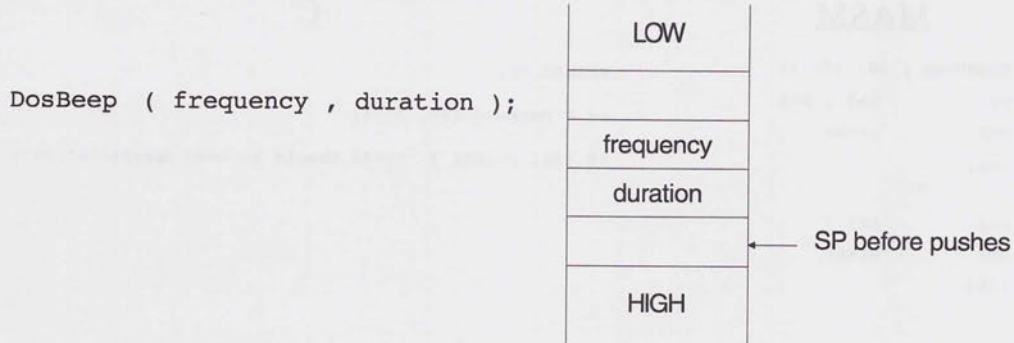 LOW
DosBeep ( frequency , duration );
frequency
duration
SP before pushes
HIGH